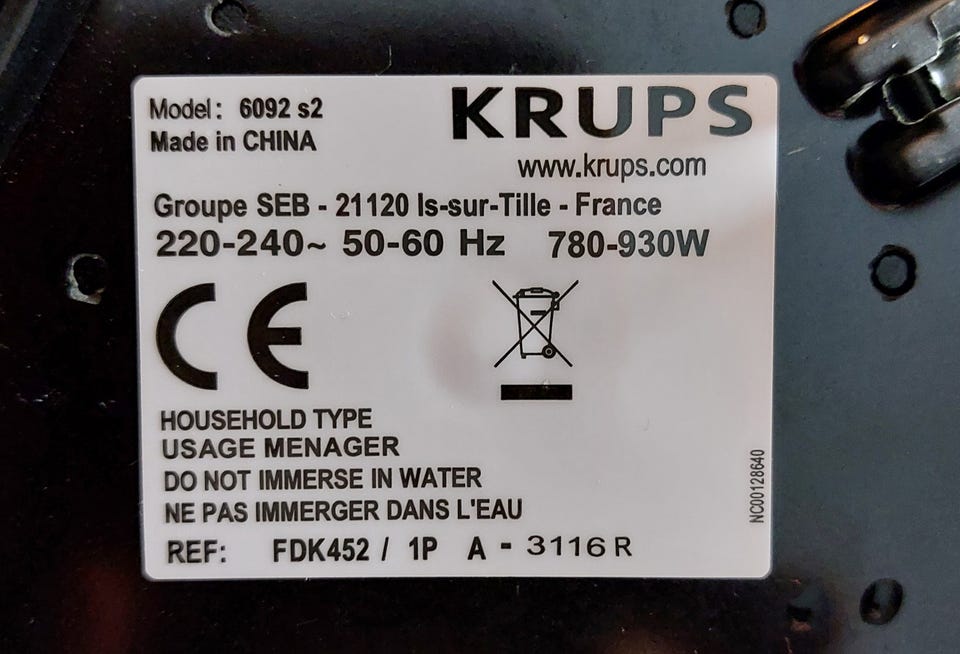 Model: 6092 s2
Made in CHINA
KRUPS
www.krups.com
Groupe SEB - 21120 Is-sur-Tille - France
220-240~ 50-60 Hz 780-930W
CE
HOUSEHOLD TYPE
USAGE MENAGER
DO NOT IMMERSE IN WATER
NE PAS IMMERGER DANS L'EAU
REF: FDK452 / 1P A - 3116 R
NC00128640